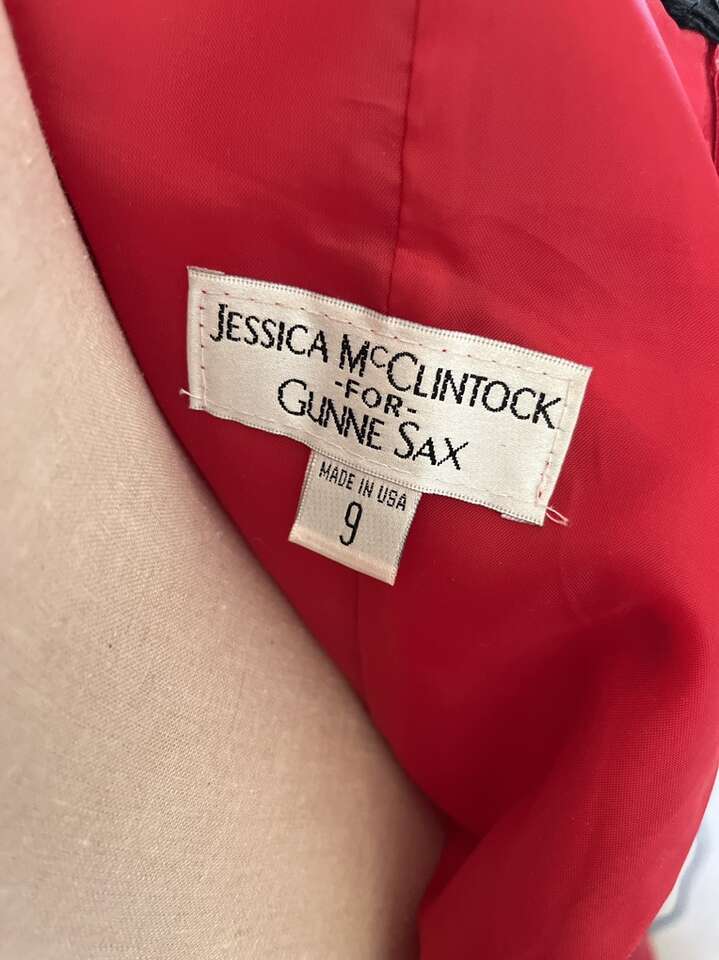 JESSICA McCLINTOCK
-FOR-
GUNNE SAX
MADE IN USA
9